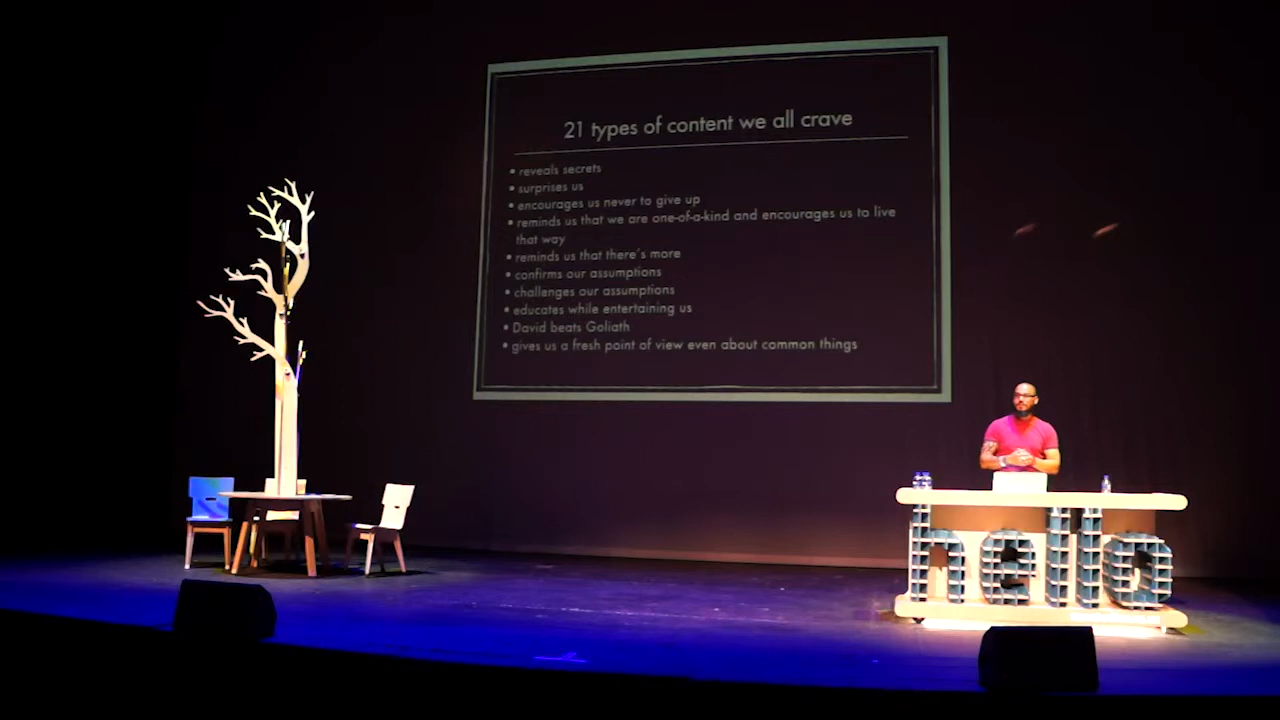 21 types of content we all crave
• reveals secrets
• surprises us
• encourages us never to give up
• reminds us that we are one-of-a-kind and encourages us to live
that way
• reminds us that there's more
• confirms our assumptions
• challenges our assumptions
• educates while entertaining us
• David beats Goliath
• gives us a fresh point of view even about common things
hello